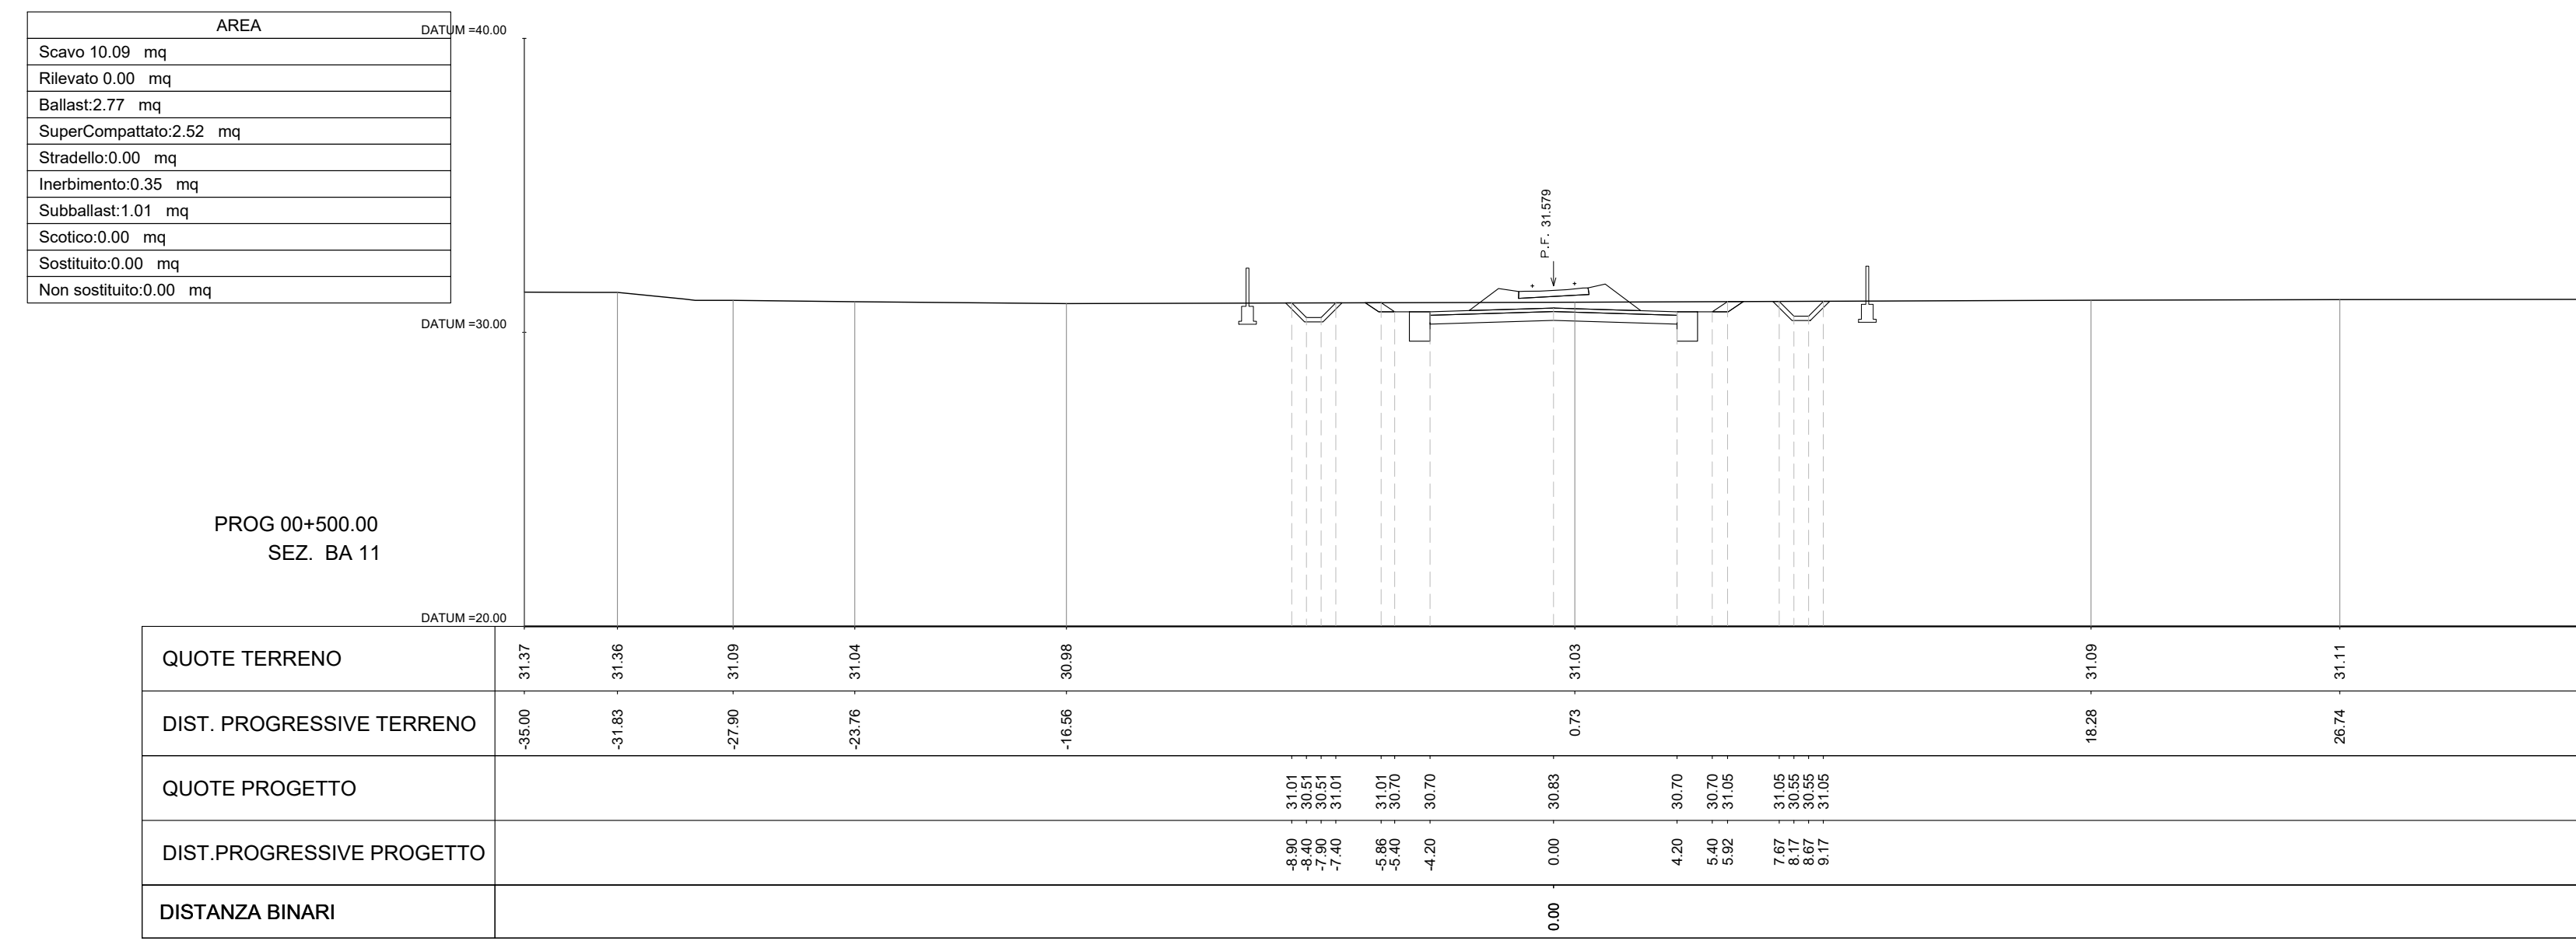 AREA
Scavo 10.09 mq
Rilevato 0.00 mq
Ballast:2.77 mq
SuperCompattato:2.52 mq
Stradello:0.00 mq
Inerbimento:0.35 mq
Subballast:1.01 mq
Scotico:0.00 mq
Sostituito:0.00 mq
Non sostituito:0.00 mq
DATUM =40.00
P.F. 31.579
DATUM =30.00
PROG 00+500.00
SEZ. BA 11
DATUM =20.00
QUOTE TERRENO 31.37 31.36 31.09 31.04 30.98 31.03 31.09 31.11
DIST. PROGRESSIVE TERRENO -35.00 -31.83 -27.90 -23.76 -16.56 0.73 18.28 26.74
QUOTE PROGETTO 31.01 30.51 30.51 31.01 31.01 30.70 30.70 30.83 30.70 30.70 31.05 31.05 30.55 30.55 31.05
DIST.PROGRESSIVE PROGETTO -8.90 -8.40 -7.90 -7.40 -5.86 -5.40 -4.20 0.00 4.20 5.40 5.92 7.67 8.17 8.67 9.17
DISTANZA BINARI 0.00